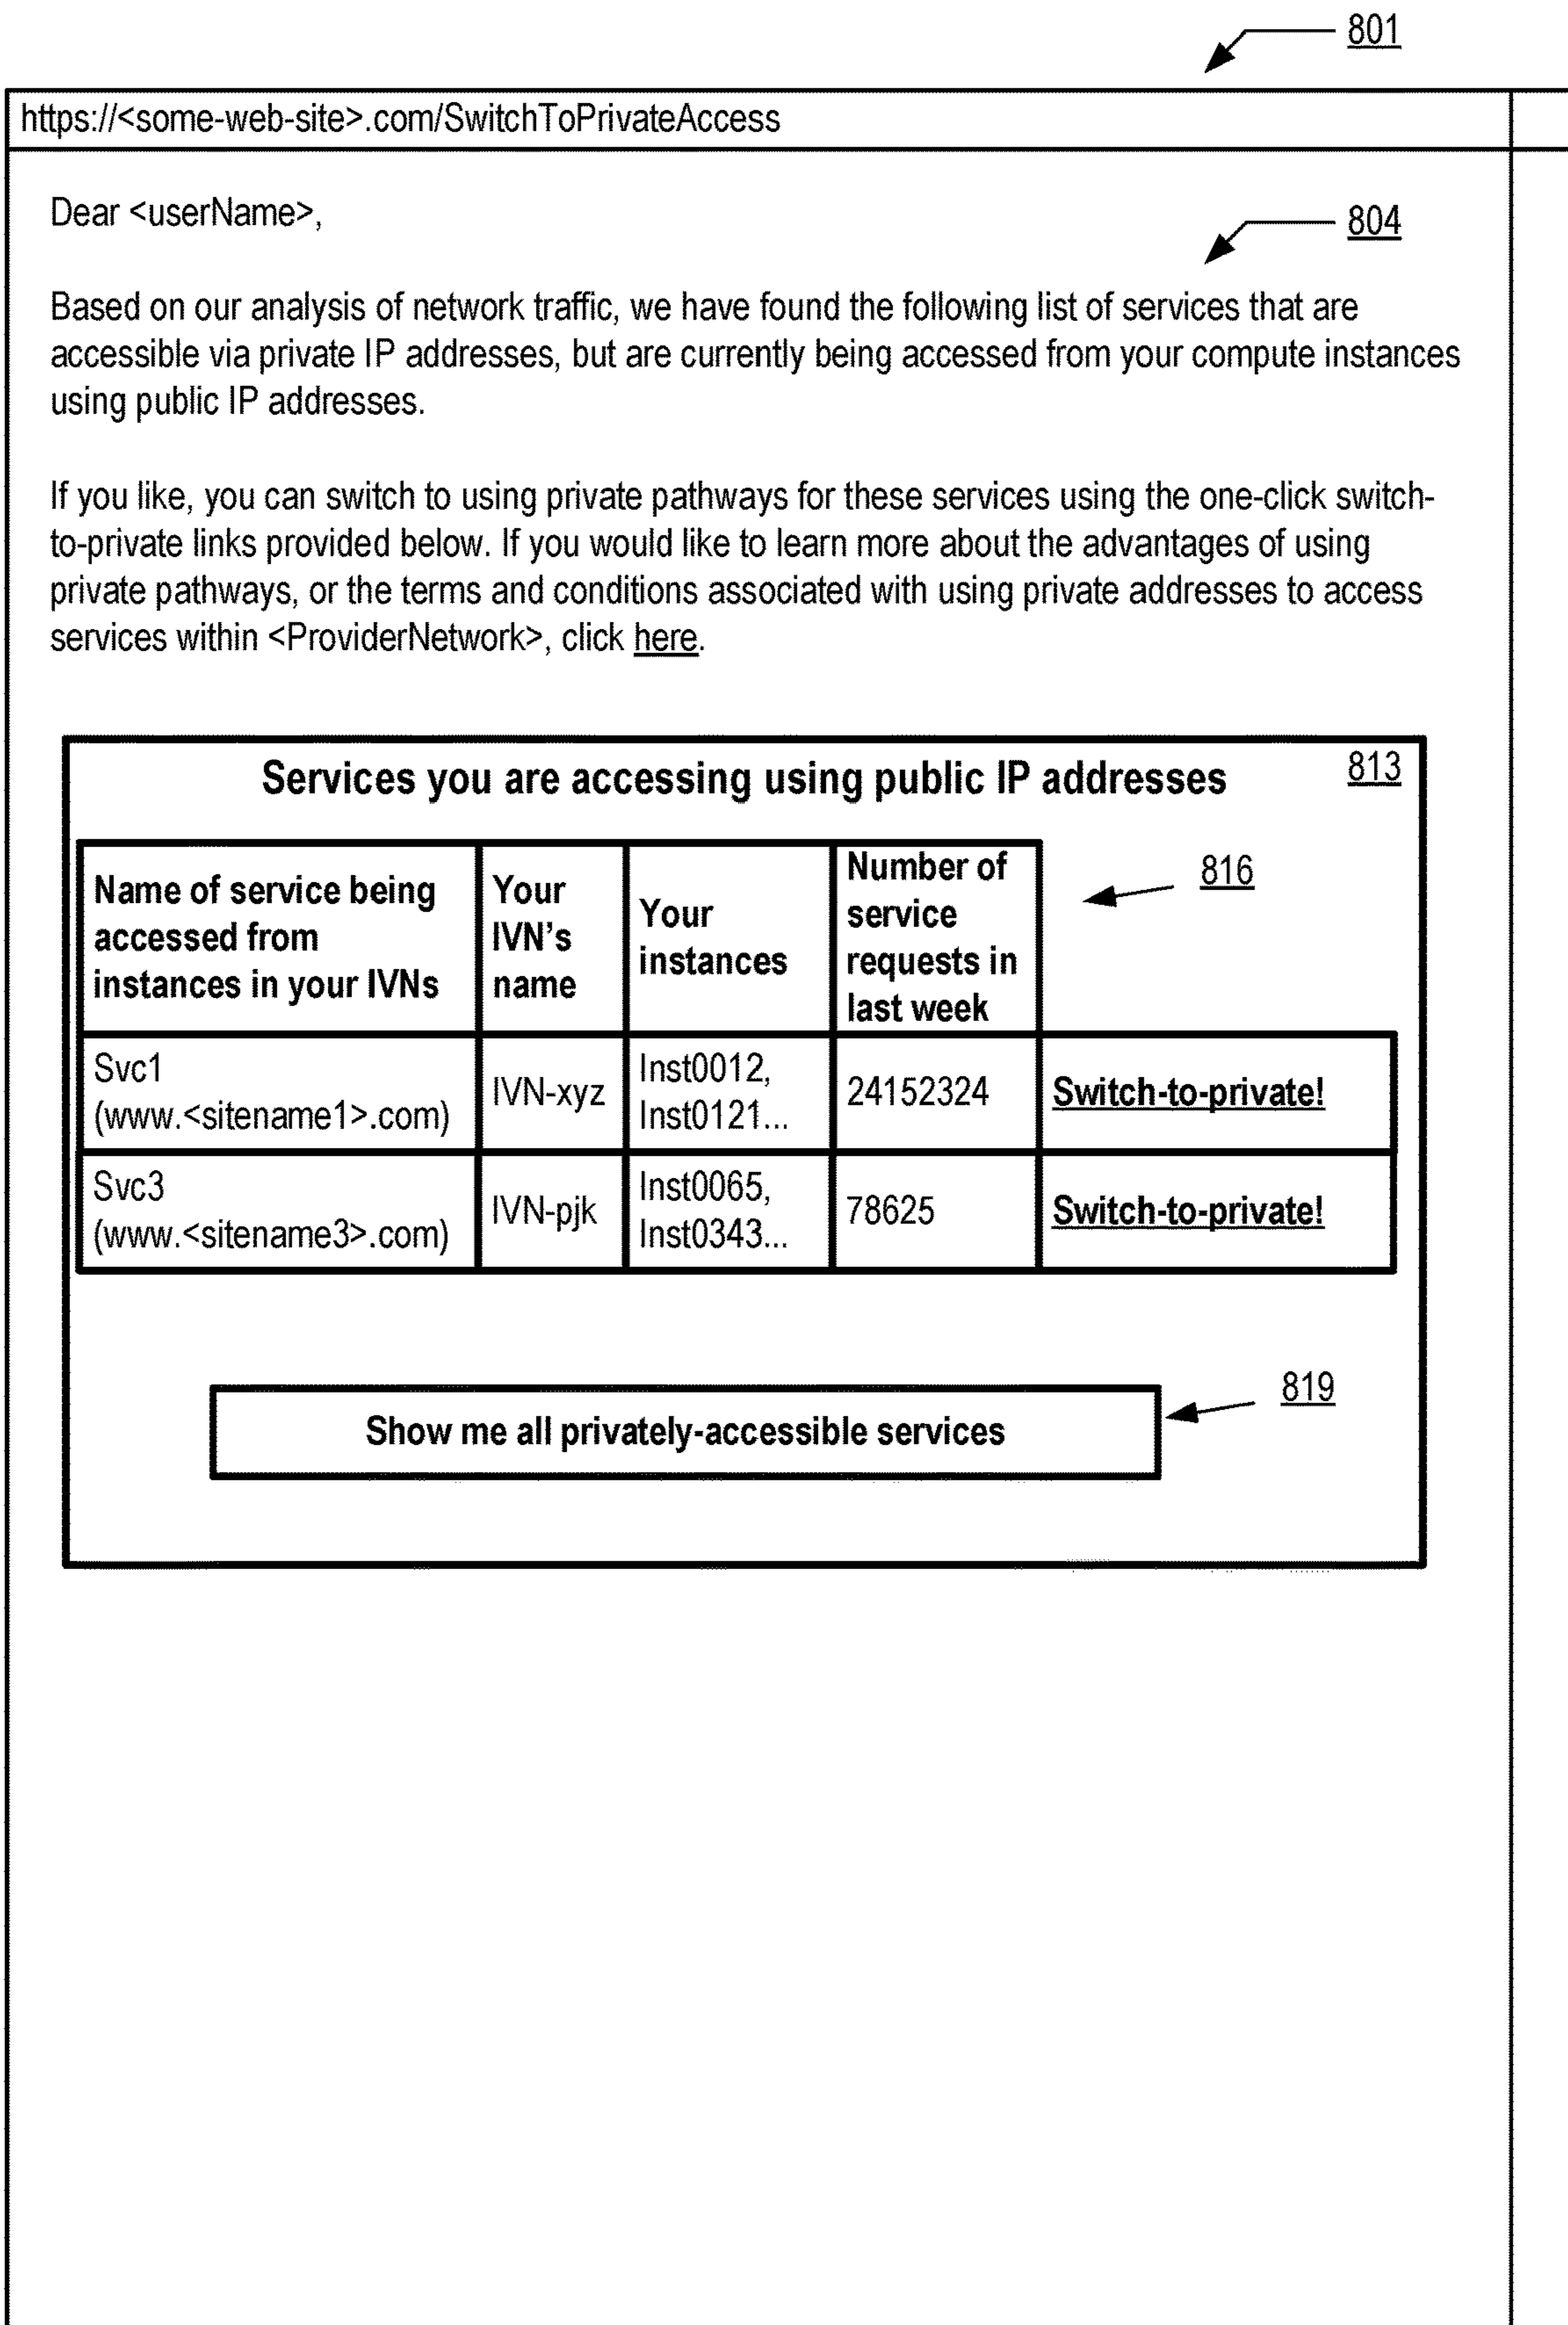 801
https://<some-web-site>.com/SwitchToPrivateAccess
Dear <userName>,
804
Based on our analysis of network traffic, we have found the following list of services that are
accessible via private IP addresses, but are currently being accessed from your compute instances
using public IP addresses.
If you like, you can switch to using private pathways for these services using the one-click switch-
to-private links provided below. If you would like to learn more about the advantages of using
private pathways, or the terms and conditions associated with using private addresses to access
services within <ProviderNetwork>, click here.
Services you are accessing using public IP addresses
813
Name of service being
accessed from
instances in your IVNs
Your
IVN's
name
Your
instances
Number of
service
requests in
last week
816
Svc1
(www.<sitename1>.com)
IVN-xyz
Inst0012,
Inst0121...
24152324
Switch-to-private!
Svc3
(www.<sitename3>.com)
IVN-pjk
Inst0065,
Inst0343...
78625
Switch-to-private!
819
Show me all privately-accessible services